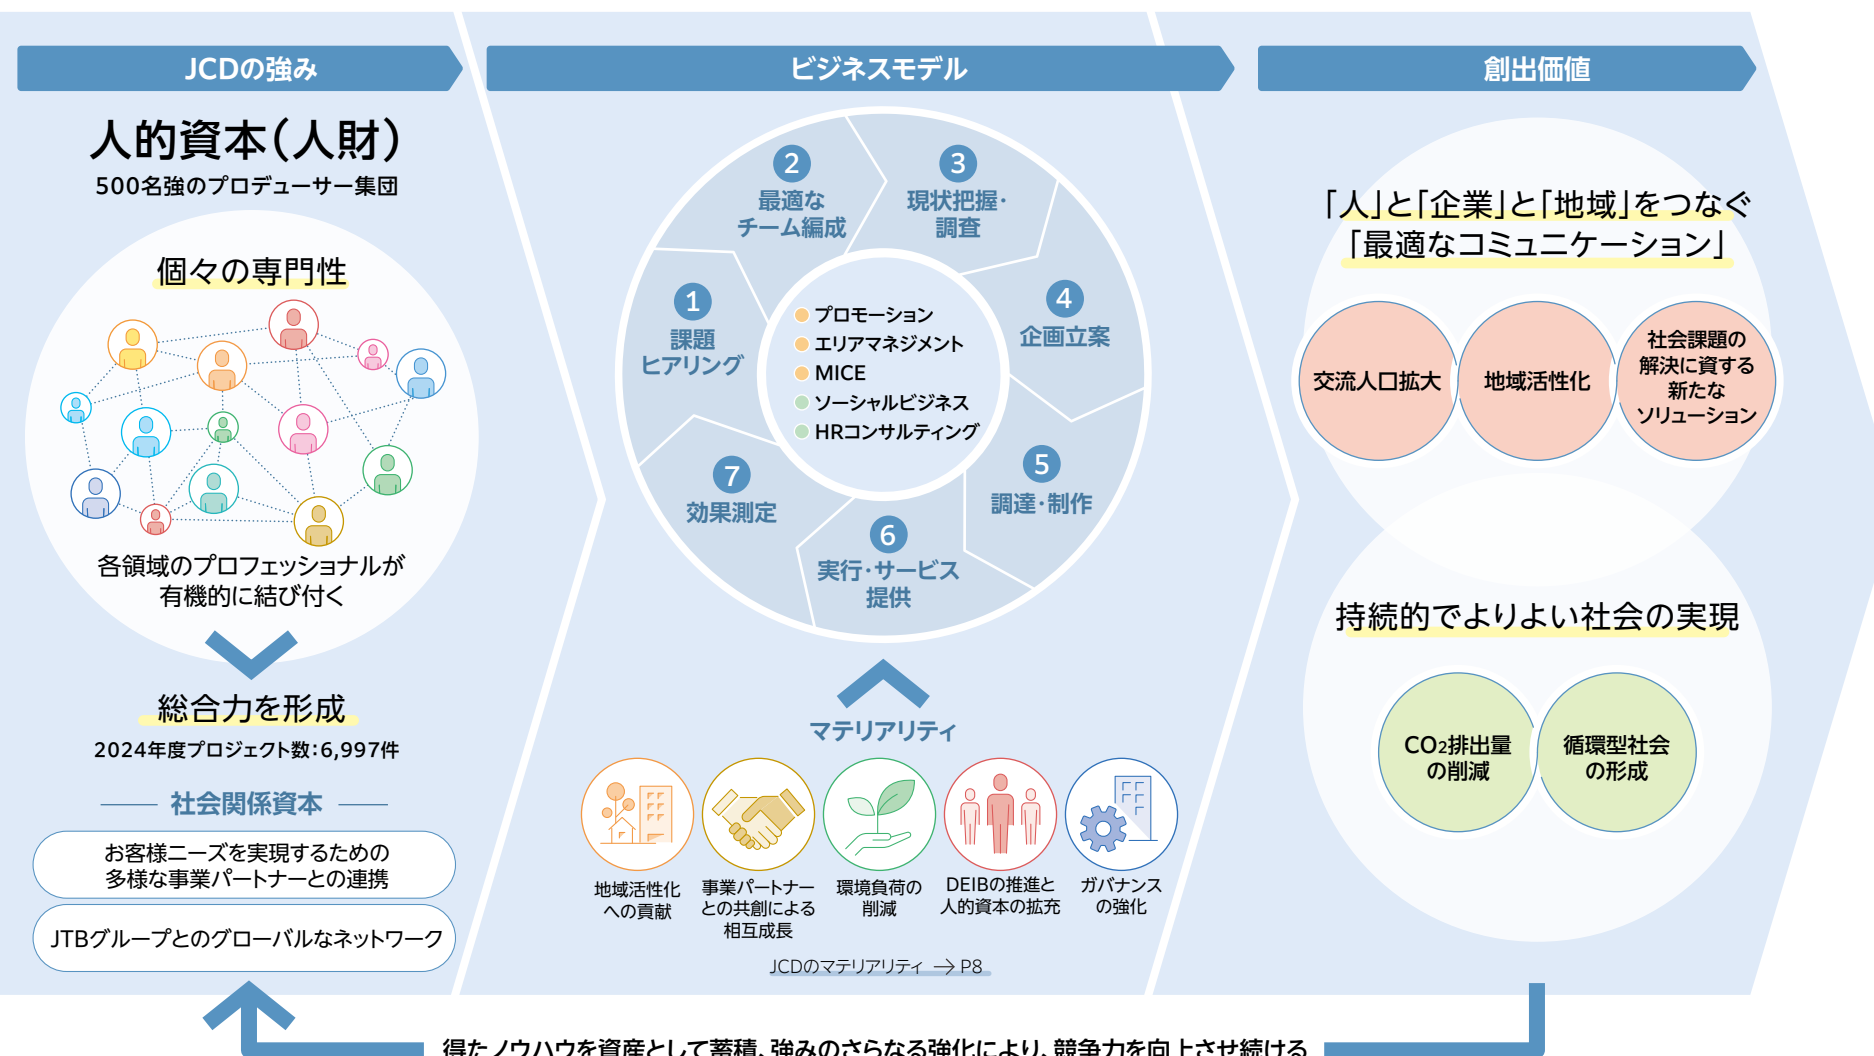 JCDの強み
人的資本（人財）
500名強のプロデューサー集団
個々の専門性
各領域のプロフェッショナルが
有機的に結び付く
総合力を形成
2024年度プロジェクト数：6,997件
社会関係資本
お客様ニーズを実現するための
多様な事業パートナーとの連携
JTBグループとのグローバルなネットワーク
ビジネスモデル
1
課題
ヒアリング
2
最適な
チーム編成
3
現状把握・
調査
4
企画立案
5
調達・制作
6
実行・サービス
提供
7
効果測定
プロモーション
エリアマネジメント
MICE
ソーシャルビジネス
HRコンサルティング
マテリアリティ
地域活性化
への貢献
事業パートナー
との共創による
相互成長
環境負荷の
削減
DEIBの推進と
人的資本の拡充
ガバナンス
の強化
JCDのマテリアリティ → P8
創出価値
「人」と「企業」と「地域」をつなぐ
「最適なコミュニケーション」
交流人口拡大
地域活性化
社会課題の
解決に資する
新たな
ソリューション
持続的でよりよい社会の実現
CO2排出量
の削減
循環型社会
の形成
得たノウハウを資産として蓄積、強みのさらなる強化により、競争力を向上させ続ける